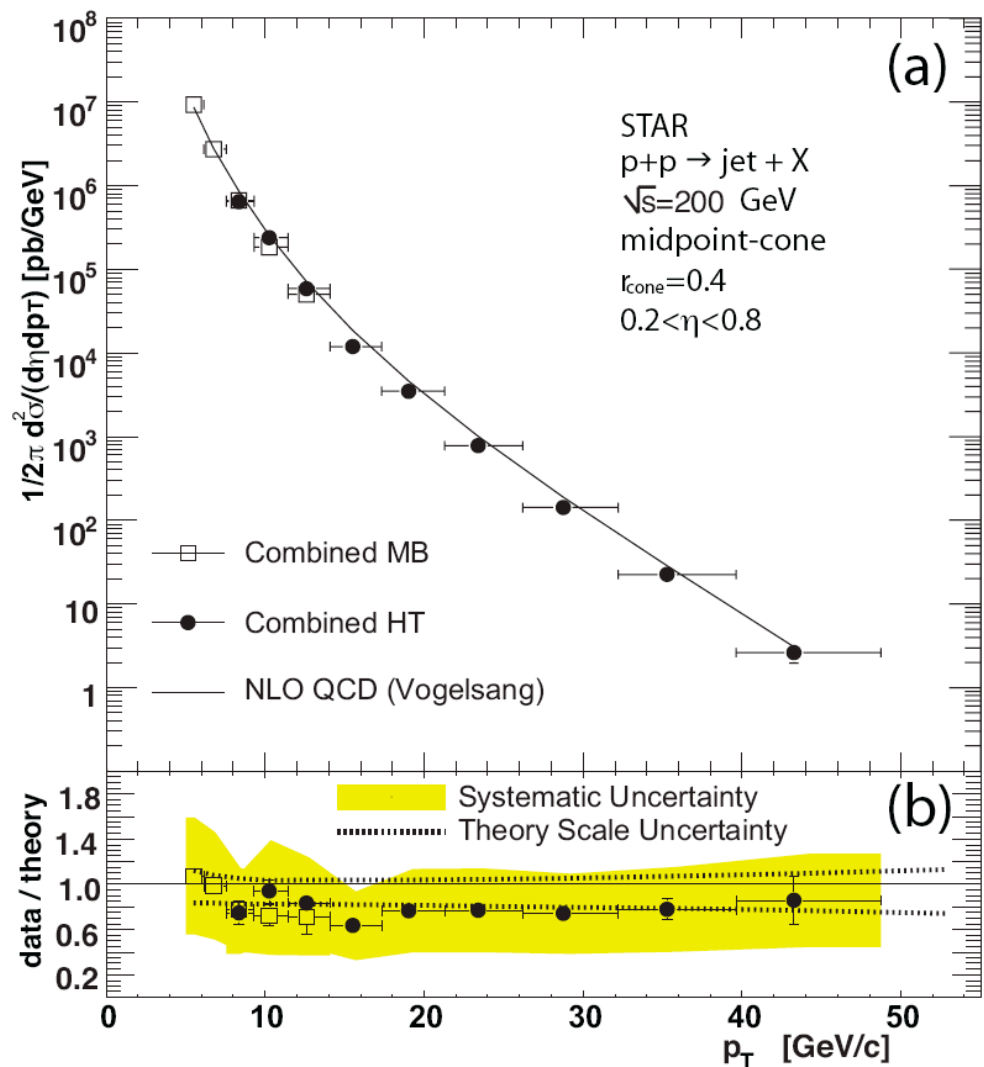 10⁸
10⁷
10⁶
10⁵
10⁴
10³
10²
10
1
1/2π d²σ/(dηdpT) [pb/GeV]
(a)
STAR
p+p → jet + X
√s=200 GeV
midpoint-cone
rcone=0.4
0.2<η<0.8
Combined MB
Combined HT
NLO QCD (Vogelsang)
(b)
Systematic Uncertainty
Theory Scale Uncertainty
1.8
1.4
1.0
0.6
0.2
data / theory
0 10 20 30 40 50
pT [GeV/c]